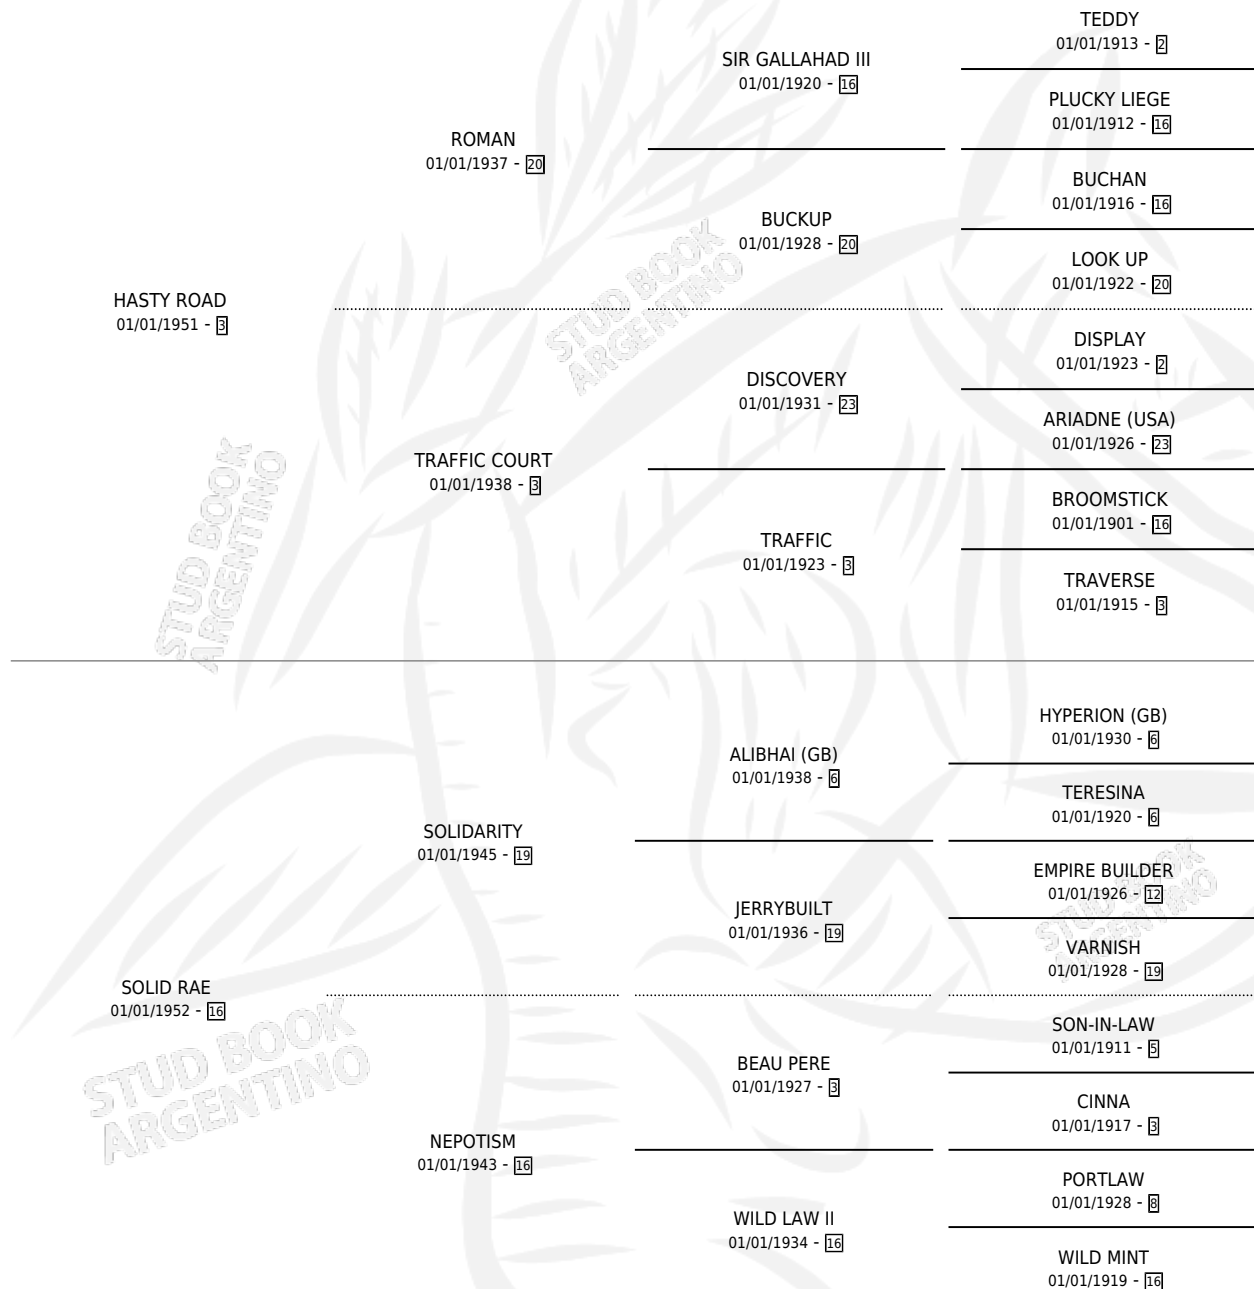 TEDDY
01/01/1913 - 2
SIR GALLAHAD III
01/01/1920 - 16
PLUCKY LIEGE
01/01/1912 - 16
ROMAN
01/01/1937 - 20
BUCHAN
01/01/1916 - 16
BUCKUP
01/01/1928 - 20
LOOK UP
01/01/1922 - 20
HASTY ROAD
01/01/1951 - 3
DISPLAY
01/01/1923 - 2
DISCOVERY
01/01/1931 - 23
ARIADNE (USA)
01/01/1926 - 23
TRAFFIC COURT
01/01/1938 - 3
BROOMSTICK
01/01/1901 - 16
TRAFFIC
01/01/1923 - 3
TRAVERSE
01/01/1915 - 3
HYPERION (GB)
01/01/1930 - 6
ALIBHAI (GB)
01/01/1938 - 6
TERESINA
01/01/1920 - 6
SOLIDARITY
01/01/1945 - 19
EMPIRE BUILDER
01/01/1926 - 12
JERRYBUILT
01/01/1936 - 19
VARNISH
01/01/1928 - 19
SOLID RAE
01/01/1952 - 16
SON-IN-LAW
01/01/1911 - 5
BEAU PERE
01/01/1927 - 3
CINNA
01/01/1917 - 3
NEPOTISM
01/01/1943 - 16
PORTLAW
01/01/1928 - 8
WILD LAW II
01/01/1934 - 16
WILD MINT
01/01/1919 - 16
STUD BOOK
ARGENTINO
STUD BOOK
ARGENTINO
STUD BOOK
ARGENTINO
STUD BOOK
ARGENTINO